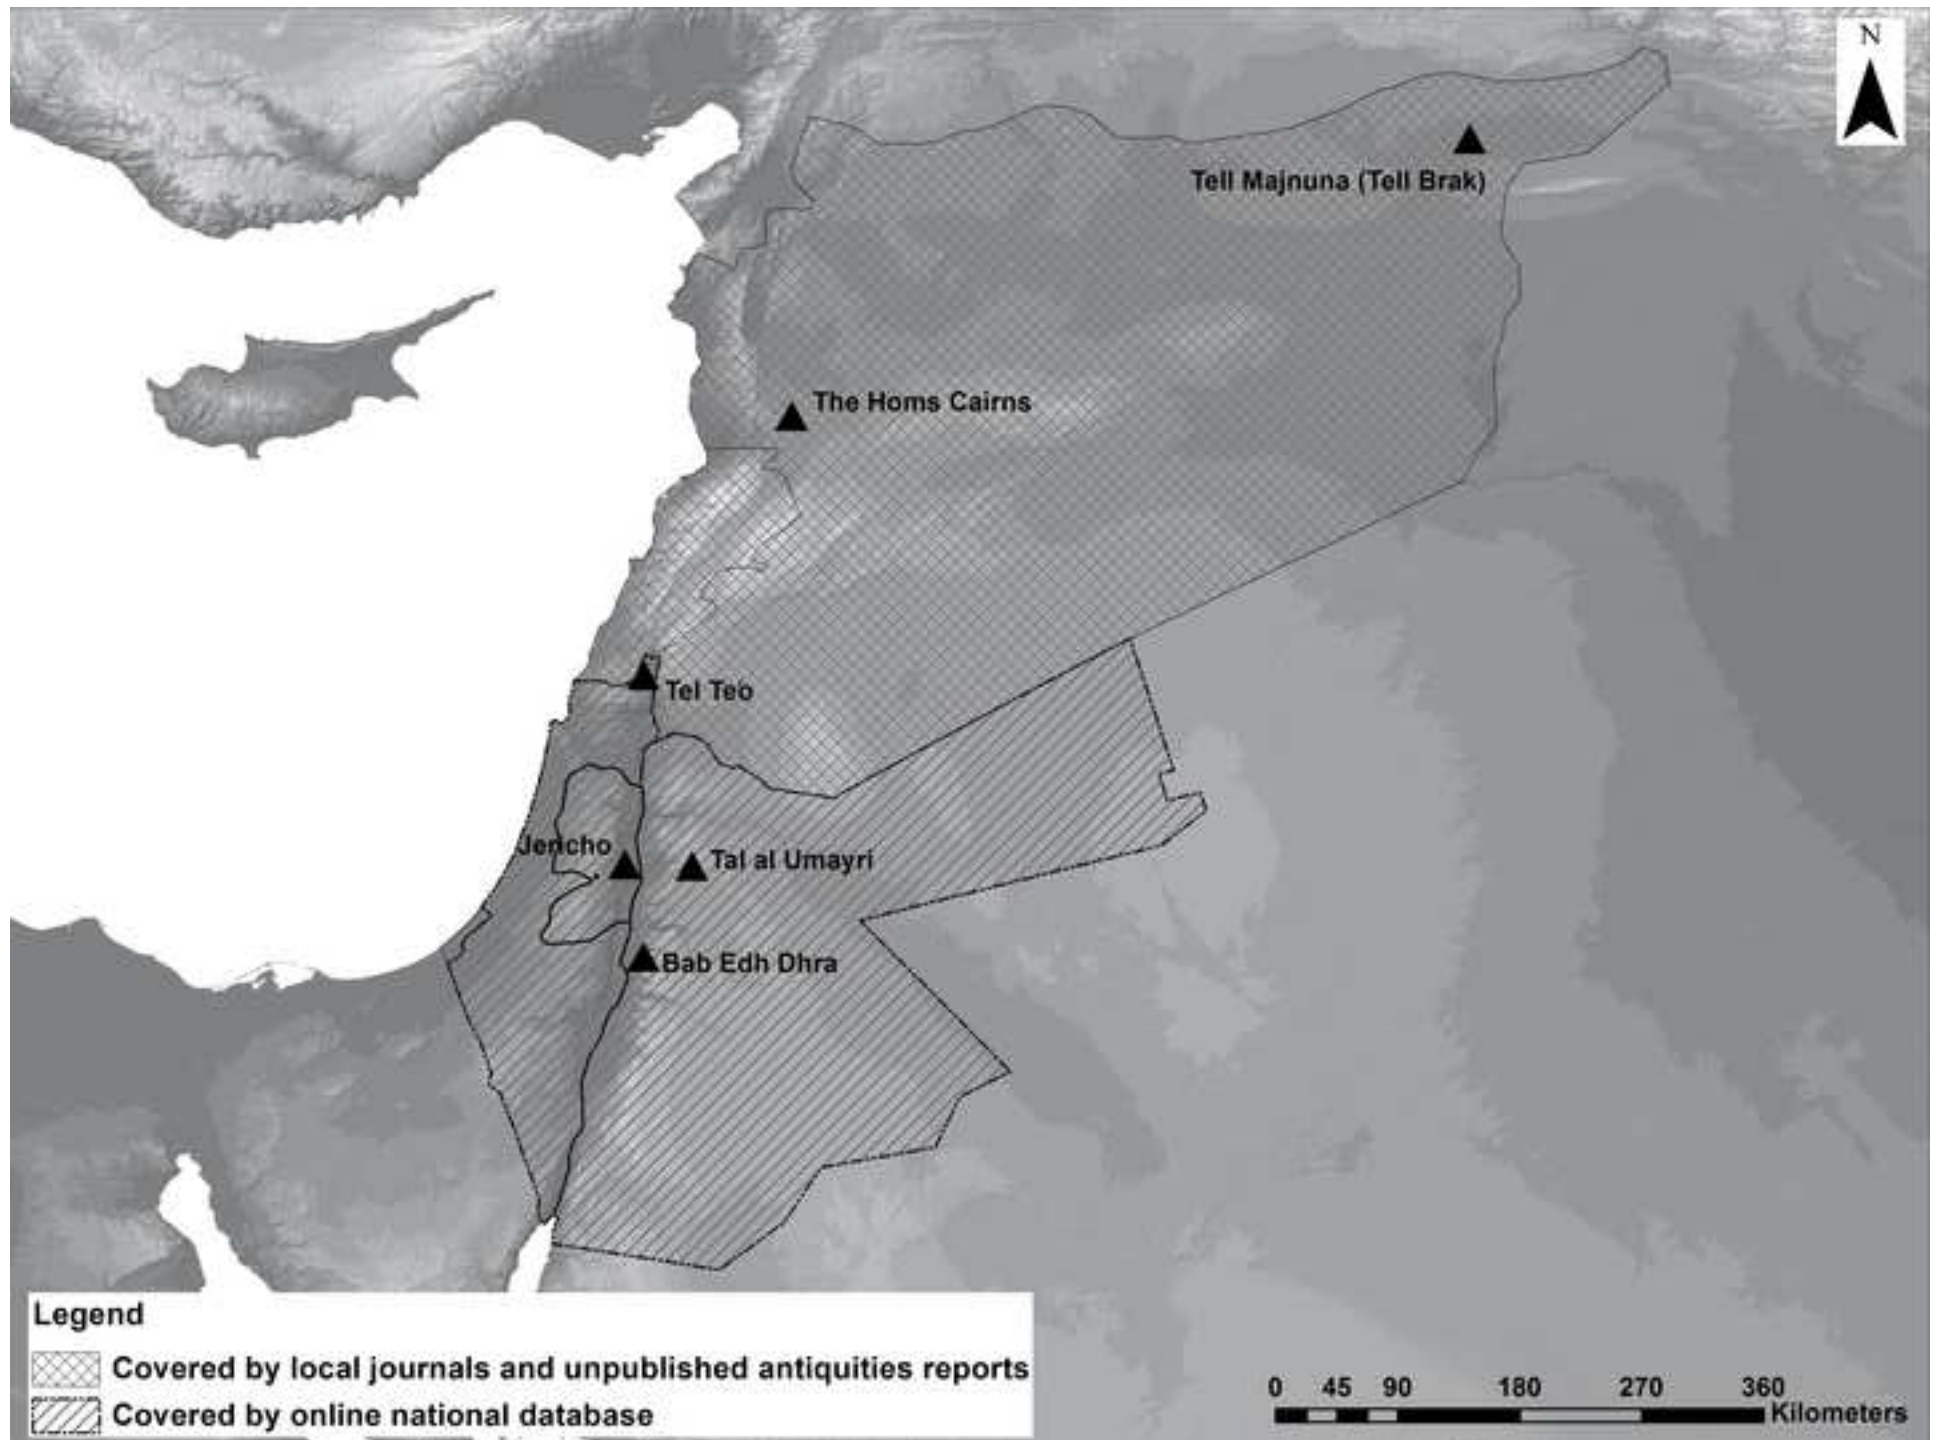 N
Tell Majnuna (Tell Brak)
The Homs Cairns
Tel Teo
Jericho
Tal al Umayri
Bab Edh Dhra
Legend
Covered by local journals and unpublished antiquities reports
Covered by online national database
0 45 90 180 270 360
Kilometers